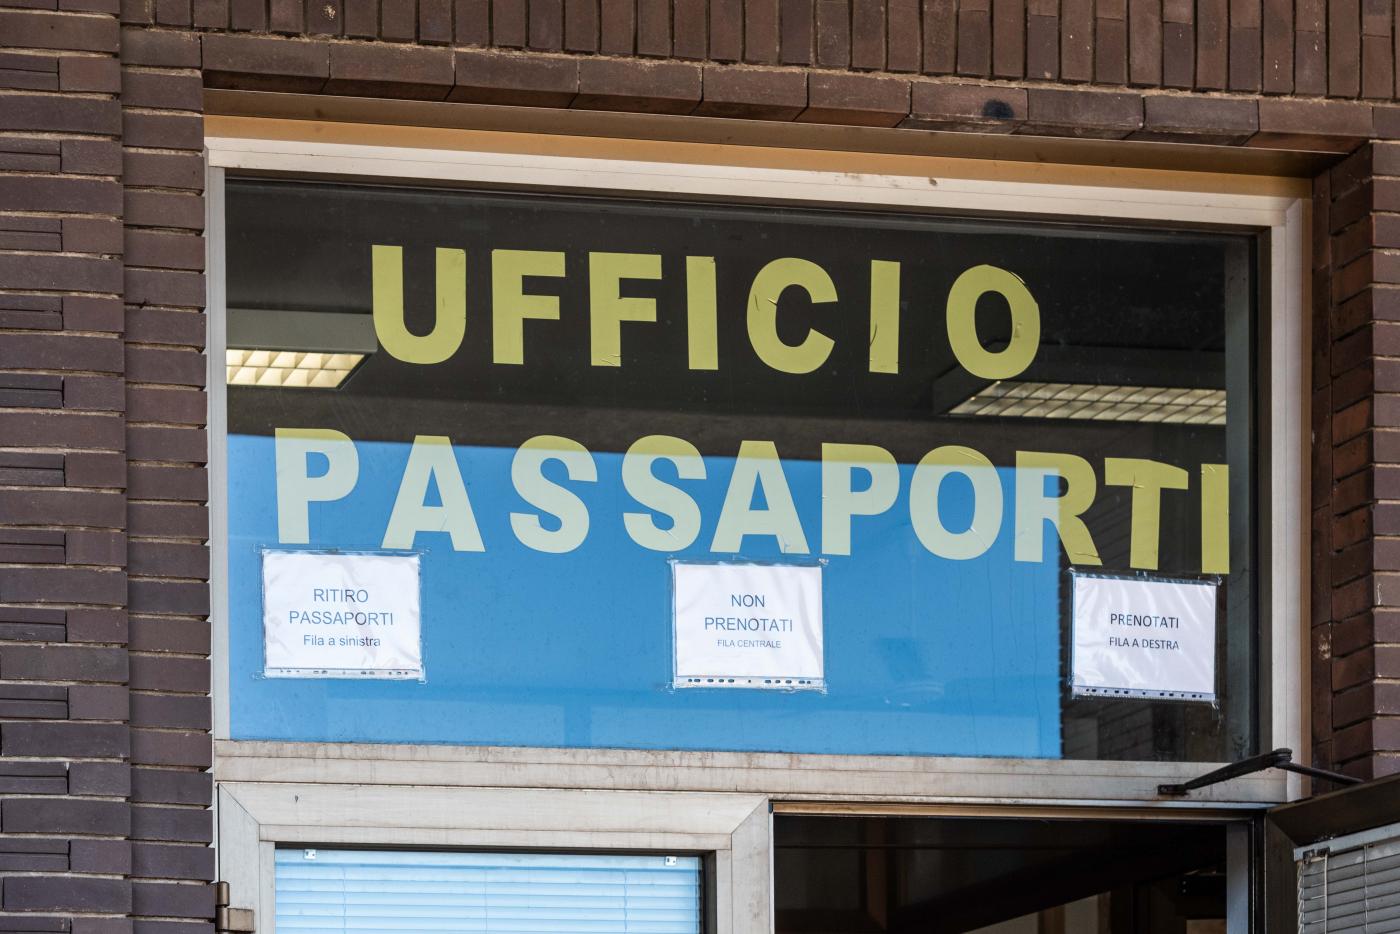 UFFICIO
PASSAPORTI
RITIRO
PASSAPORTI
Fila a sinistra
NON
PRENOTATI
FILA CENTRALE
PRENOTATI
FILA A DESTRA